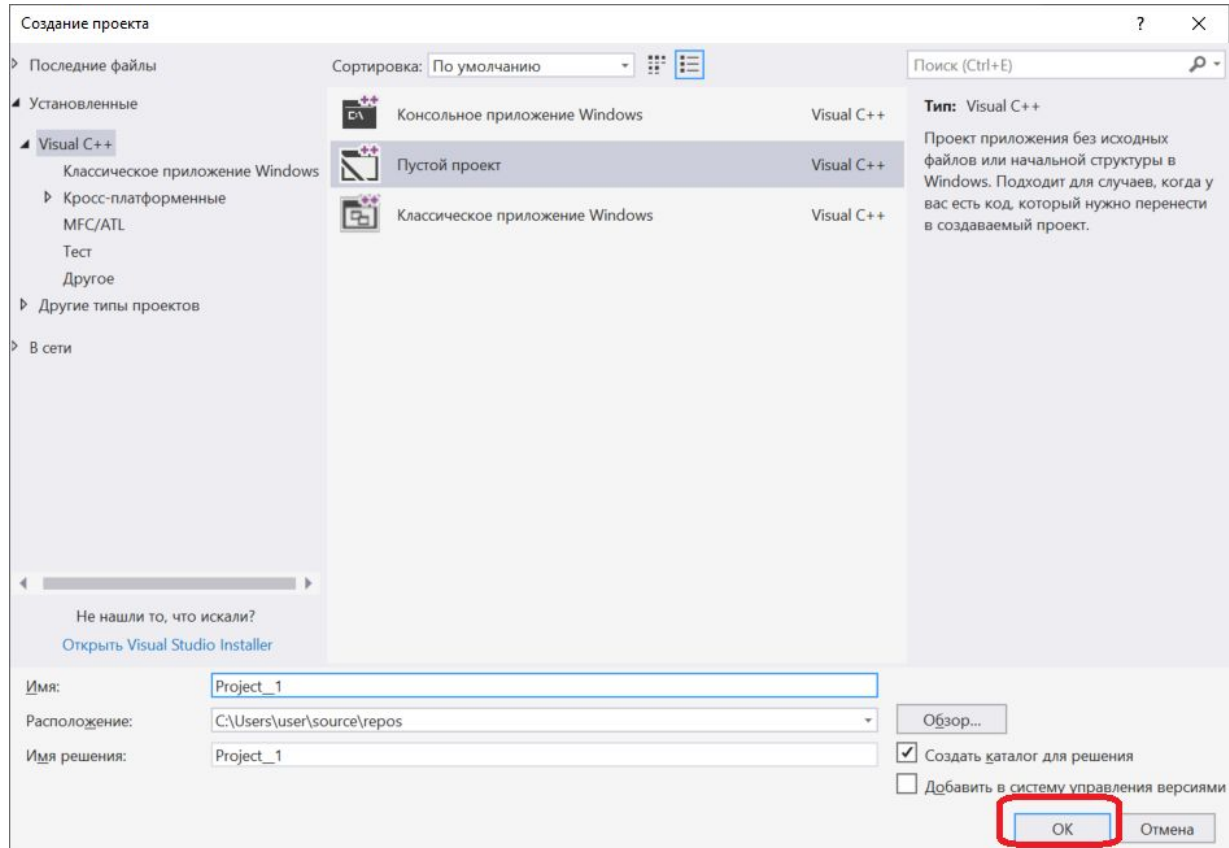 Создание проекта
?
Последние файлы
Установленные
Visual C++
Классическое приложение Windows
Кросс-платформенные
MFC/ATL
Тест
Другое
Другие типы проектов
В сети
Не нашли то, что искали?
Открыть Visual Studio Installer
Сортировка: По умолчанию
Консольное приложение Windows Visual C++
Пустой проект Visual C++
Классическое приложение Windows Visual C++
Поиск (Ctrl+E)
Тип: Visual C++
Проект приложения без исходных
файлов или начальной структуры в
Windows. Подходит для случаев, когда у
вас есть код, который нужно перенести
в создаваемый проект.
Имя: Project__1
Расположение: C:\Users\user\source\repos
Обзор...
Имя решения: Project__1
Создать каталог для решения
Добавить в систему управления версиями
OK Отмена